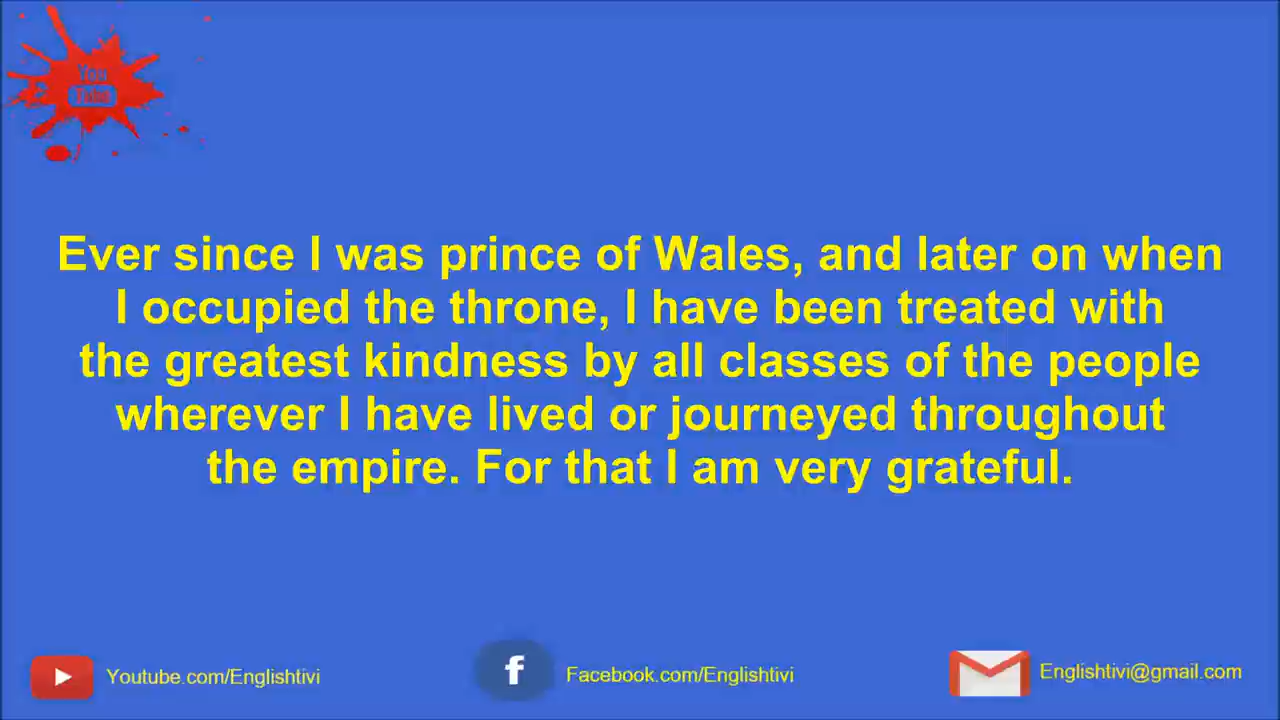 You
Tube
Ever since I was prince of Wales, and later on when
I occupied the throne, I have been treated with
the greatest kindness by all classes of the people
wherever I have lived or journeyed throughout
the empire. For that I am very grateful.
Youtube.com/Englishtivi
f
Facebook.com/Englishtivi
Englishtivi@gmail.com